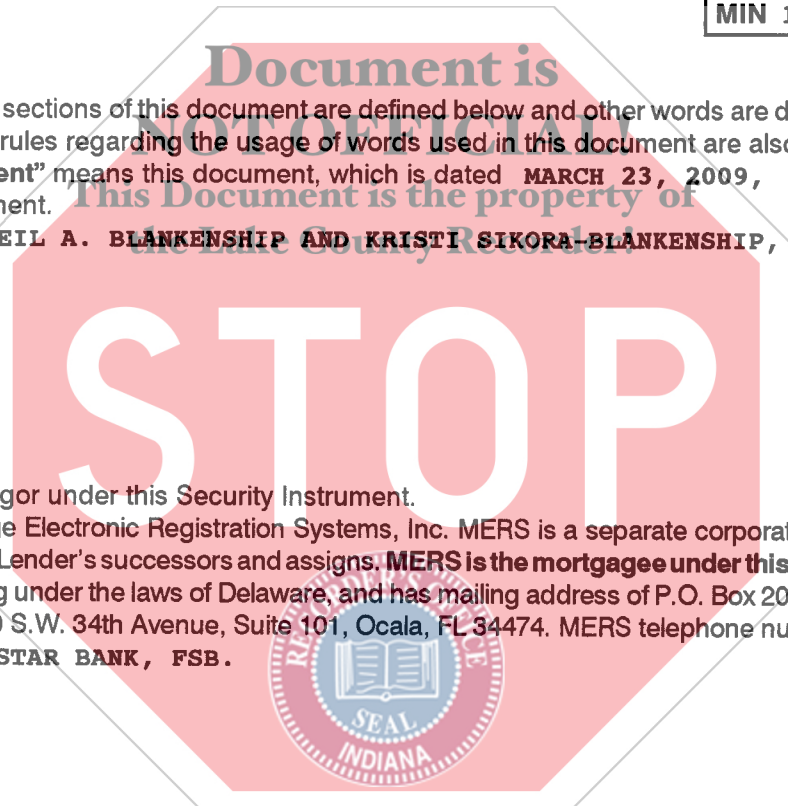 MIN 1
Document is
sections of this document are defined below and other words are d
NOT OFFICIAL!
rules regarding the usage of words used in this document are also
ent" means this document, which is dated MARCH 23, 2009,
This Document is the property of
ment.
EIL A. BLANKENSHIP AND KRISTI SIKORA-BLANKENSHIP,
the Lake County Recorder!
STOP
gor under this Security Instrument.
ge Electronic Registration Systems, Inc. MERS is a separate corporat
Lender's successors and assigns. MERS is the mortgagee under this
g under the laws of Delaware, and has mailing address of P.O. Box 20
0 S.W. 34th Avenue, Suite 101, Ocala, FL 34474. MERS telephone nu
STAR BANK, FSB.
RECORDER'S OFFICE
SEAL
INDIANA